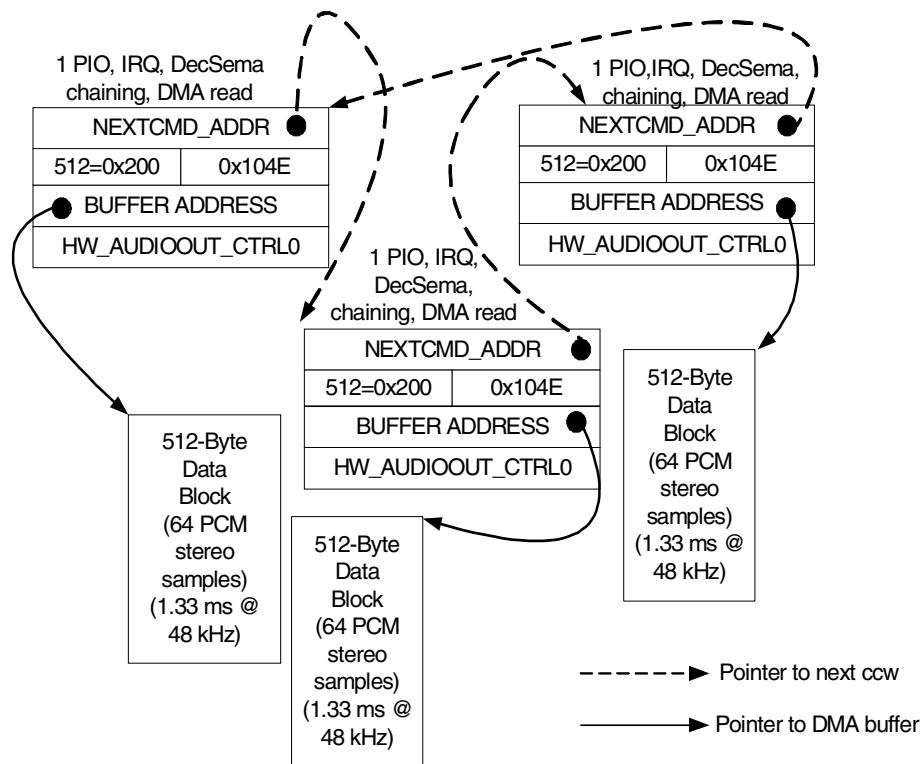 1 PIO, IRQ, DecSema
chaining, DMA read
NEXTCMD_ADDR
512=0x200 0x104E
BUFFER ADDRESS
HW_AUDIOOUT_CTRL0
1 PIO,IRQ, DecSema,
chaining, DMA read
NEXTCMD_ADDR
512=0x200 0x104E
BUFFER ADDRESS
HW_AUDIOOUT_CTRL0
1 PIO, IRQ,
DecSema,
chaining, DMA read
NEXTCMD_ADDR
512=0x200 0x104E
BUFFER ADDRESS
HW_AUDIOOUT_CTRL0
512-Byte
Data
Block
(64 PCM
stereo
samples)
(1.33 ms @
48 kHz)
512-Byte
Data
Block
(64 PCM
stereo
samples)
(1.33 ms @
48 kHz)
512-Byte
Data
Block
(64 PCM
stereo
samples)
(1.33 ms @
48 kHz)
Pointer to next ccw
Pointer to DMA buffer